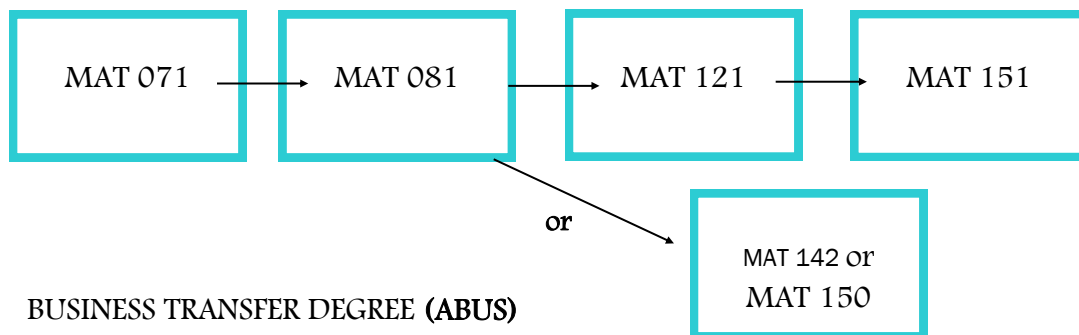 MAT 071
MAT 081
MAT 121
MAT 151
or
MAT 142 or
MAT 150
BUSINESS TRANSFER DEGREE (ABUS)